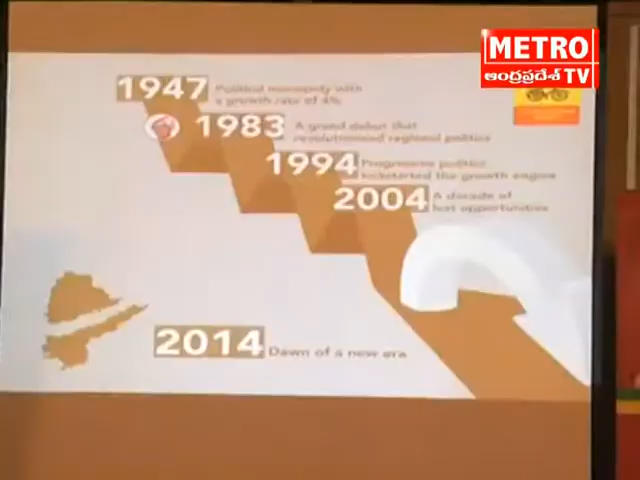 METRO
ఆంధ్రప్రదేశ్ TV
1947 Political monopoly with
a growth rate of 4%
1983 A grand debut that
revolutionised regional politics
1994 Progressive politics
kickstarted the growth engine
2004 A decade of
lost opportunities
2014 Dawn of a new era